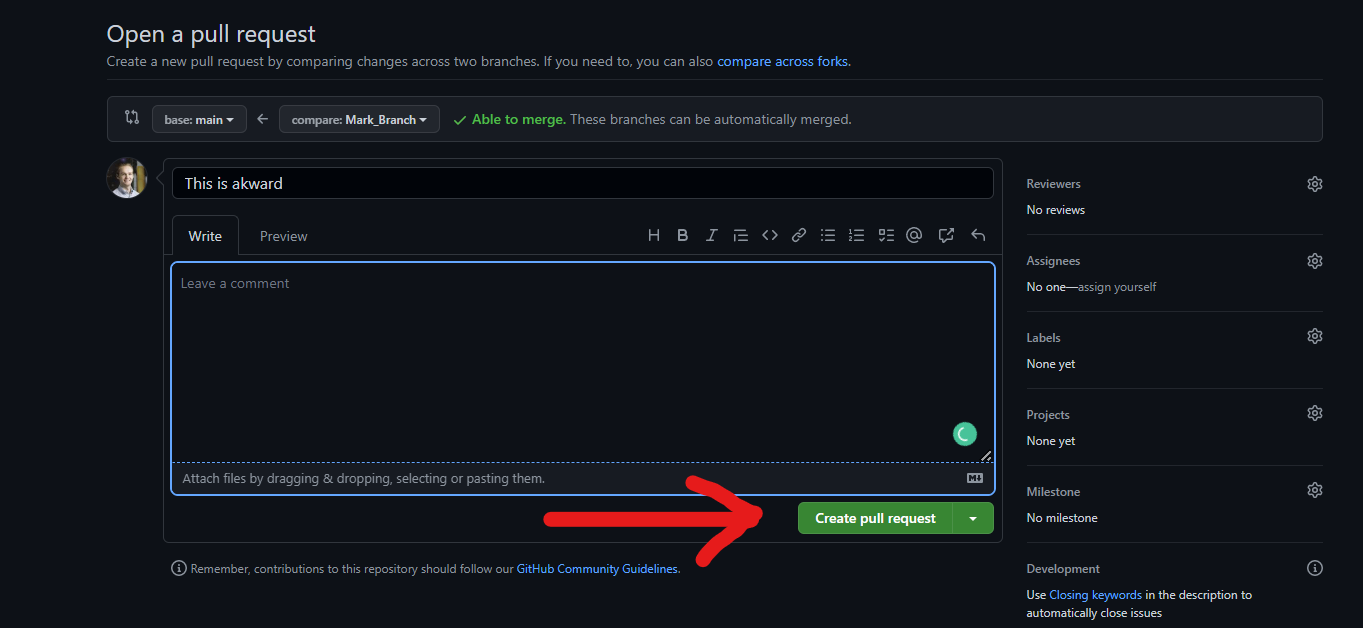 Open a pull request
Create a new pull request by comparing changes across two branches. If you need to, you can also compare across forks.
base: main
compare: Mark_Branch
Able to merge. These branches can be automatically merged.
This is akward
Write
Preview
Leave a comment
Attach files by dragging & dropping, selecting or pasting them.
Create pull request
Remember, contributions to this repository should follow our GitHub Community Guidelines.
Reviewers
No reviews
Assignees
No one—assign yourself
Labels
None yet
Projects
None yet
Milestone
No milestone
Development
Use Closing keywords in the description to
automatically close issues